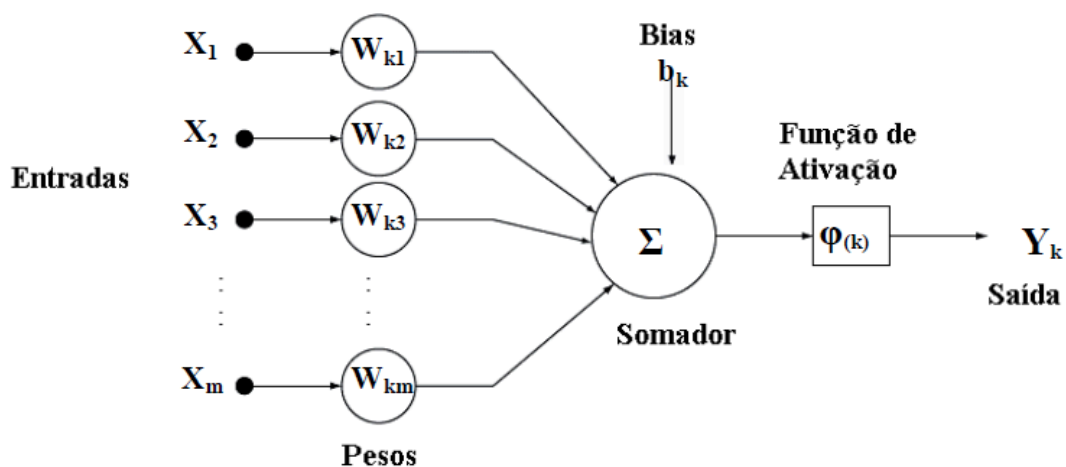 Entradas
X1
X2
X3
Xm
Wk1
Wk2
Wk3
Wkm
Pesos
Bias
bk
Σ
Somador
Função de
Ativação
φ(k)
Yk
Saída